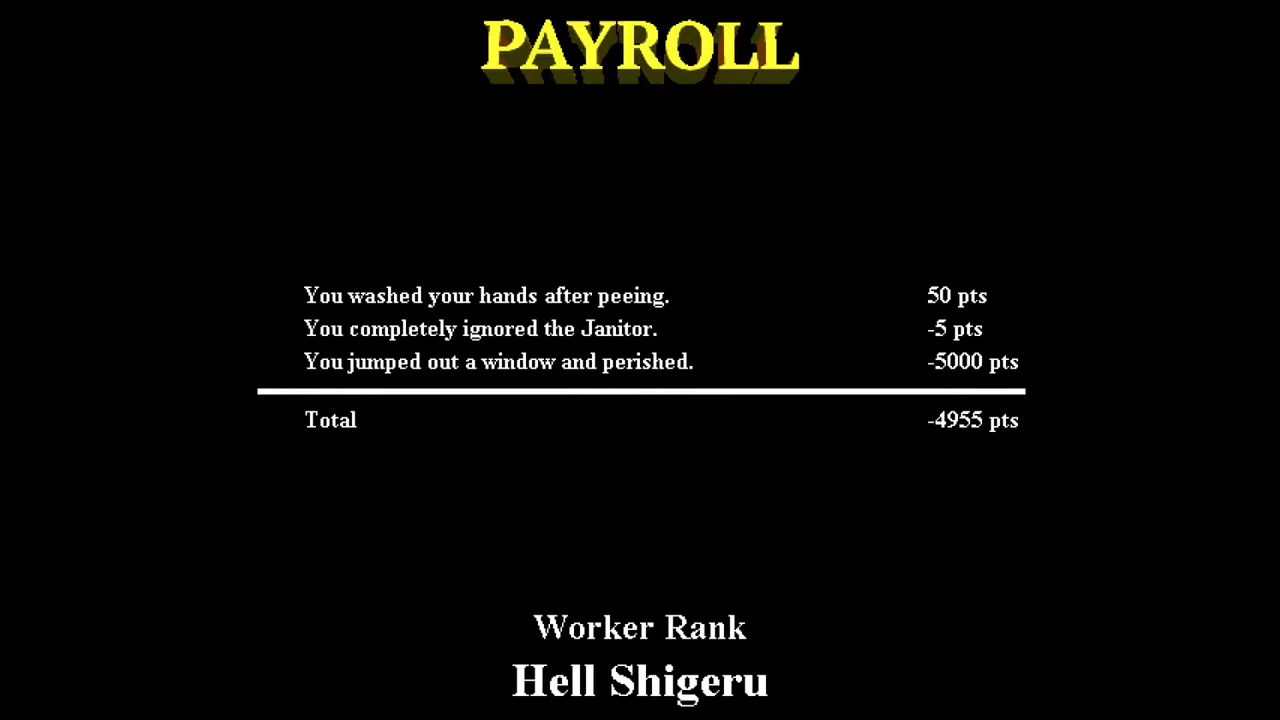 PAYROLL
You washed your hands after peeing. 50 pts
You completely ignored the Janitor. -5 pts
You jumped out a window and perished. -5000 pts
Total -4955 pts
Worker Rank
Hell Shigeru